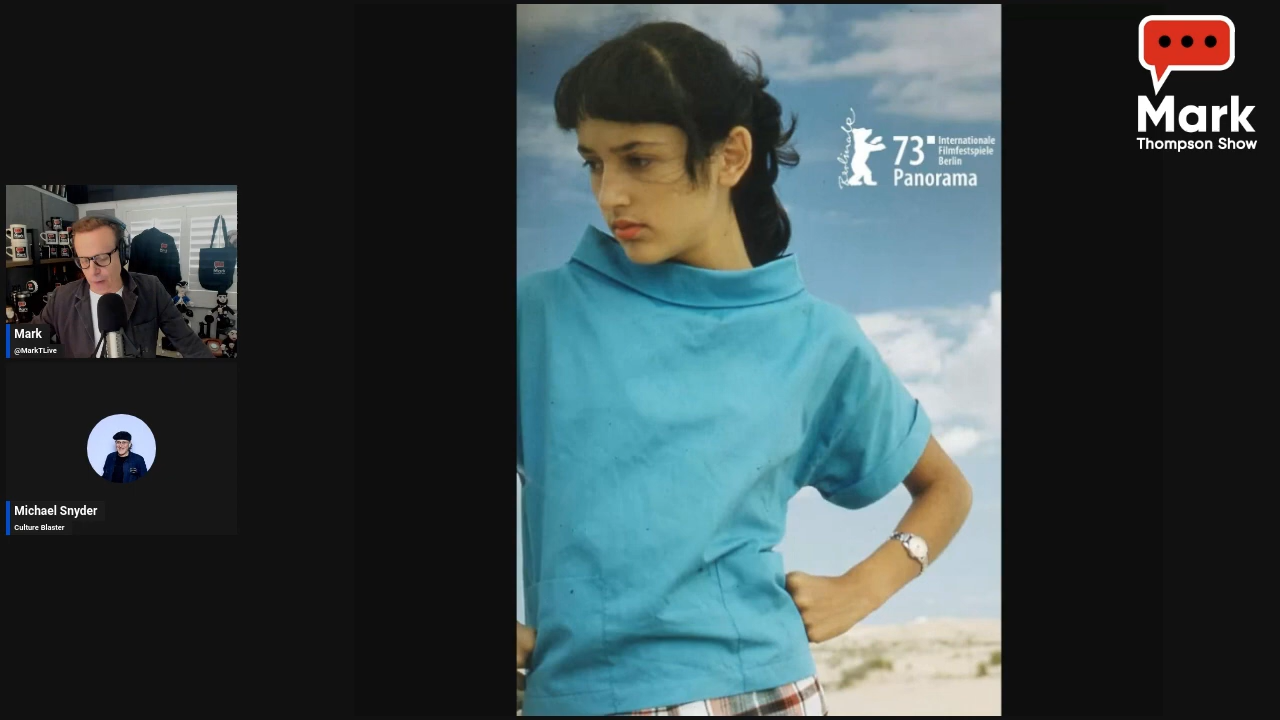 Mark
Thompson Show
Berlinale
73
Internationale
Filmfestspiele
Berlin
Panorama
Mark
@MarkTLive
Michael Snyder
Culture Blaster